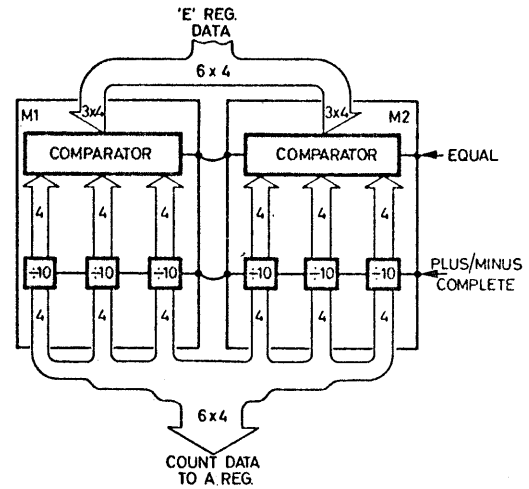 'E' REG.
DATA
6 x 4
M1
3x4
3x4
M2
COMPARATOR
COMPARATOR
EQUAL
4
4
4
4
4
4
÷10
÷10
÷10
÷10
÷10
÷10
PLUS/MINUS
COMPLETE
4
4
4
4
4
4
6 x 4
COUNT DATA
TO A REG.